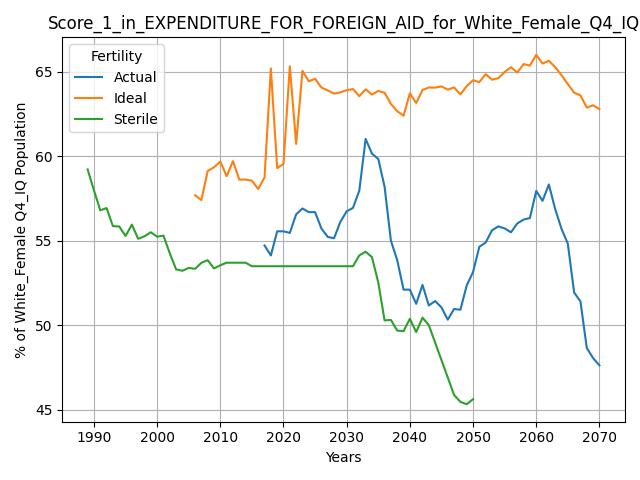 Score_1_in_EXPENDITURE_FOR_FOREIGN_AID_for_White_Female_Q4_IQ
Fertility
Actual
Ideal
Sterile
% of White_Female Q4_IQ Population
65
60
55
50
45
1990 2000 2010 2020 2030 2040 2050 2060 2070
Years